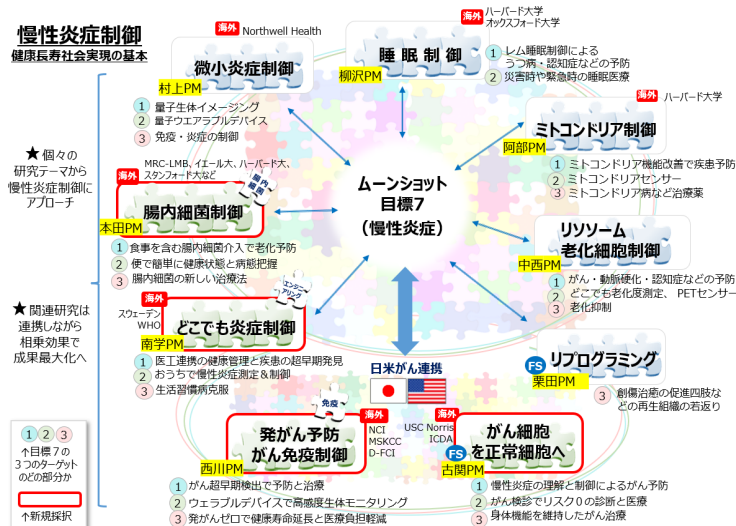 慢性炎症制御
健康長寿社会実現の基本
★個々の
研究テーマから
慢性炎症制御に
アプローチ
★関連研究は
連携しながら
相乗効果で
成果最大化へ
1 2 3
↑目標７の
３つのターゲット
のどの部分か
↑新規採択
海外 Northwell Health
微小炎症制御
村上PM
1 量子生体イメージング
2 量子ウエアラブルデバイス
3 免疫・炎症の制御
海外 ハーバード大学
オックスフォード大学
睡眠制御
柳沢PM
1 レム睡眠制御による
うつ病・認知症などの予防
2 災害時や緊急時の睡眠医療
海外 ハーバード大学
ミトコンドリア制御
阿部PM
1 ミトコンドリア機能改善で疾患予防
2 ミトコンドリアセンサー
3 ミトコンドリア病など治療薬
海外 MRC-LMB、イエール大、ハーバード大、
スタンフォード大など
腸内細菌
腸内細菌制御
本田PM
1 食事を含む腸内細菌介入で老化予防
2 便で簡単に健康状態と病態把握
3 腸内細菌の新しい治療法
ムーンショット
目標7
（慢性炎症）
リソソーム
老化細胞制御
中西PM
1 がん・動脈硬化・認知症などの予防
2 どこでも老化度測定、PETセンサー
3 老化抑制
海外
スウェーデン
WHO
エンジニアリング
どこでも炎症制御
南学PM
1 医工連携の健康管理と疾患の超早期発見
2 おうちで慢性炎症測定＆制御
3 生活習慣病克服
FS
リプログラミング
栗田PM
3 創傷治癒の促進四肢な
どの再生組織の若返り
日米がん連携
免疫
海外
NCI
MSKCC
D-FCI
発がん予防
がん免疫制御
西川PM
1 がん超早期検出で予防と治療
2 ウェラブルデバイスで高感度生体モニタリング
3 発がんゼロで健康寿命延長と医療負担軽減
海外
USC Norris
ICDA
FS
がん細胞
を正常細胞へ
古関PM
1 慢性炎症の理解と制御によるがん予防
2 がん検診でリスク０の診断と医療
3 身体機能を維持したがん治療